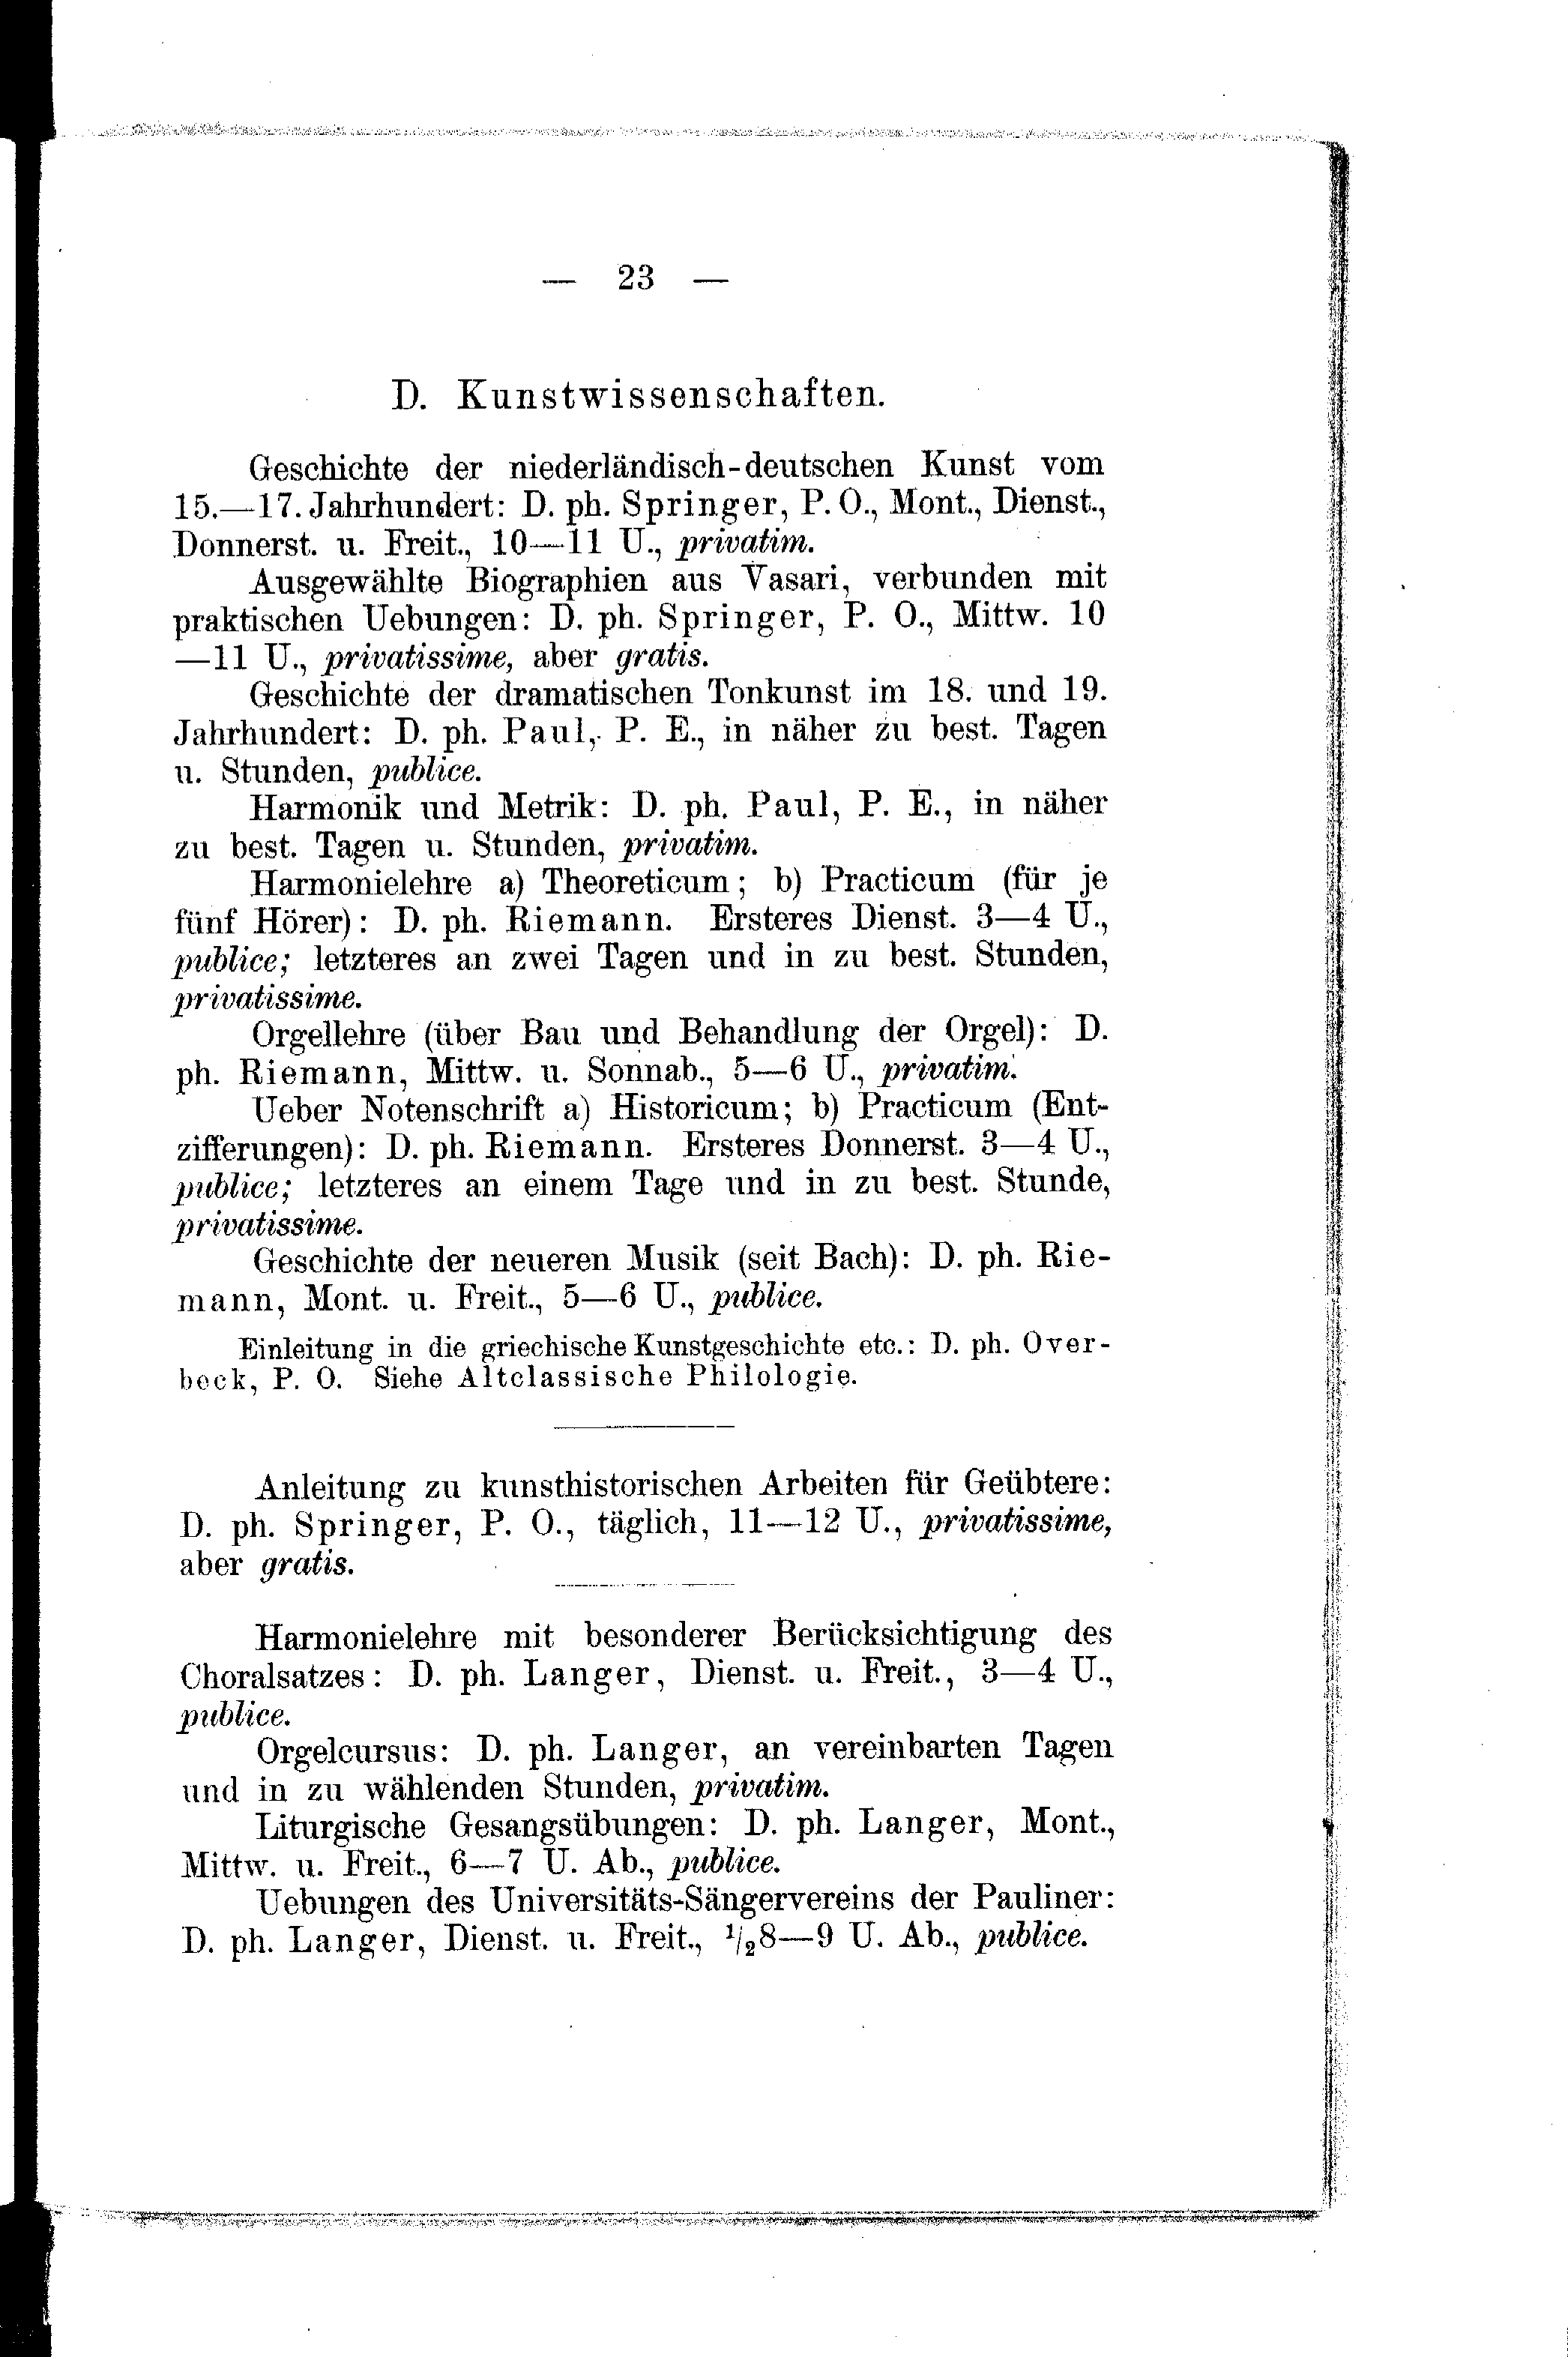 — 23 —
D. Kunstwissenschaften.
Geschichte der niederländisch-deutschen Kunst vom
15.—17. Jahrhundert: D. ph. Springer, P. O., Mont., Dienst.,
Donnerst. u. Freit., 10—11 U., privatim.
Ausgewählte Biographien aus Vasari, verbunden mit
praktischen Uebungen: D. ph. Springer, P. O., Mittw. 10
—11 U., privatissime, aber gratis.
Geschichte der dramatischen Tonkunst im 18. und 19.
Jahrhundert: D. ph. Paul, P. E., in näher zu best. Tagen
u. Stunden, publice.
Harmonik und Metrik: D. ph. Paul, P. E., in näher
zu best. Tagen u. Stunden, privatim.
Harmonielehre a) Theoreticum; b) Practicum (für je
fünf Hörer): D. ph. Riemann. Ersteres Dienst. 3—4 U.,
publice; letzteres an zwei Tagen und in zu best. Stunden,
privatissime.
Orgellehre (über Bau und Behandlung der Orgel): D.
ph. Riemann, Mittw. u. Sonnab., 5—6 U., privatim.
Ueber Notenschrift a) Historicum; b) Practicum (Ent-
zifferungen): D. ph. Riemann. Ersteres Donnerst. 3—4 U.,
publice; letzteres an einem Tage und in zu best. Stunde,
privatissime.
Geschichte der neueren Musik (seit Bach): D. ph. Rie-
mann, Mont. u. Freit., 5—6 U., publice.
Einleitung in die griechische Kunstgeschichte etc.: D. ph. Over-
beck, P. O. Siehe Altclassische Philologie.
Anleitung zu kunsthistorischen Arbeiten für Geübtere:
D. ph. Springer, P. O., täglich, 11—12 U., privatissime,
aber gratis.
Harmonielehre mit besonderer Berücksichtigung des
Choralsatzes: D. ph. Langer, Dienst. u. Freit., 3—4 U.,
publice.
Orgelcursus: D. ph. Langer, an vereinbarten Tagen
und in zu wählenden Stunden, privatim.
Liturgische Gesangsübungen: D. ph. Langer, Mont.,
Mittw. u. Freit., 6—7 U. Ab., publice.
Uebungen des Universitäts-Sängervereins der Pauliner:
D. ph. Langer, Dienst. u. Freit., 1/28—9 U. Ab., publice.